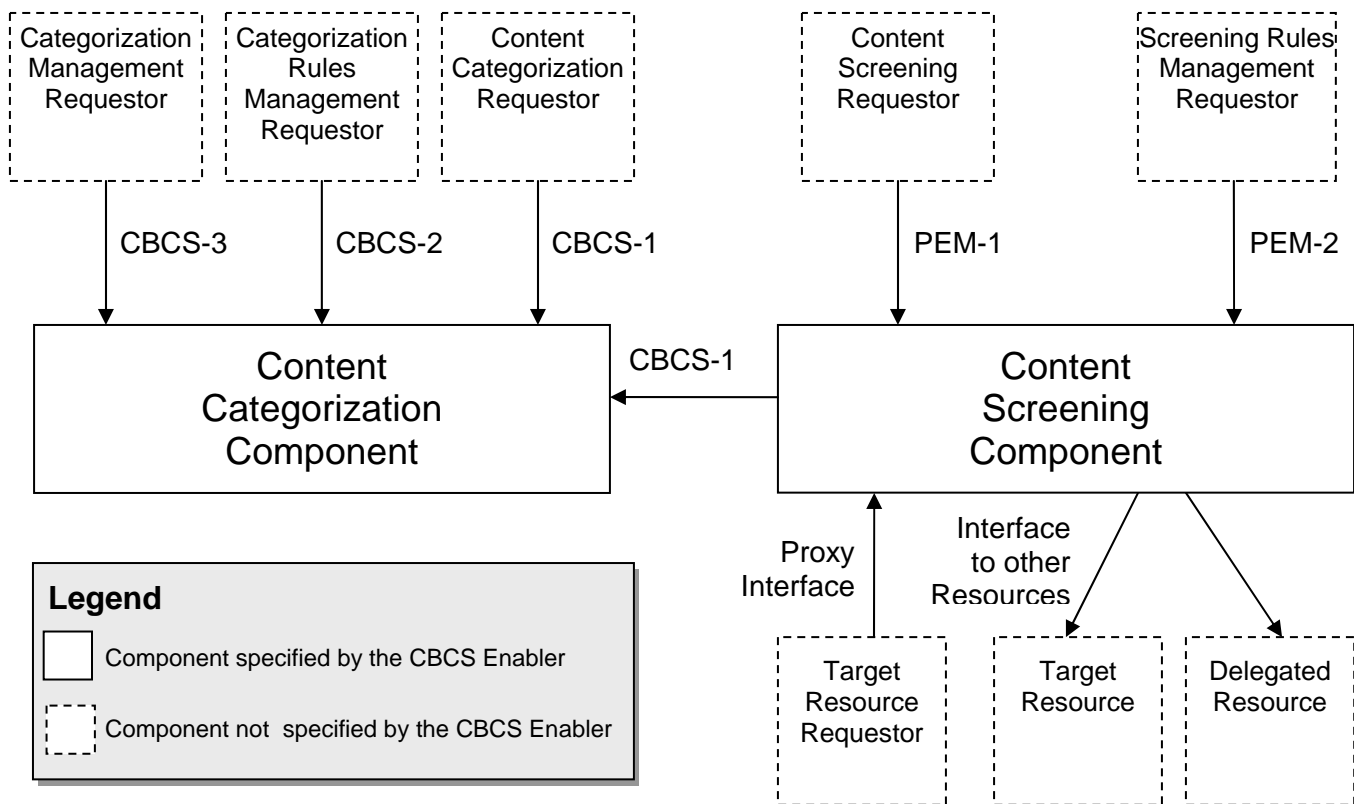 Categorization
Management
Requestor
Categorization
Rules
Management
Requestor
Content
Categorization
Requestor
Content
Screening
Requestor
Screening Rules
Management
Requestor
CBCS-3
CBCS-2
CBCS-1
PEM-1
PEM-2
Content
Categorization
Component
CBCS-1
Content
Screening
Component
Proxy
Interface
Interface
to other
Resources
Legend
Component specified by the CBCS Enabler
Component not specified by the CBCS Enabler
Target
Resource
Requestor
Target
Resource
Delegated
Resource